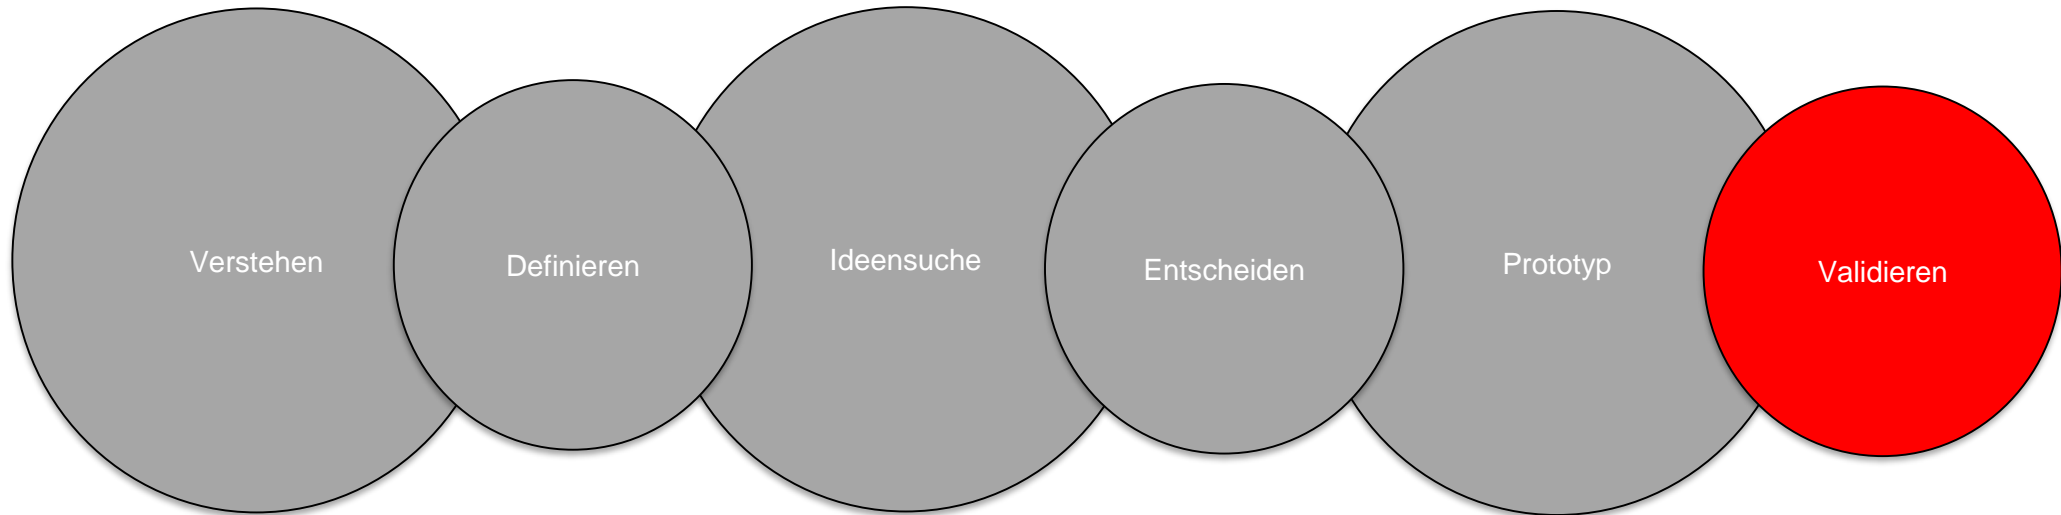 Verstehen
Definieren
Ideensuche
Entscheiden
Prototyp
Validieren